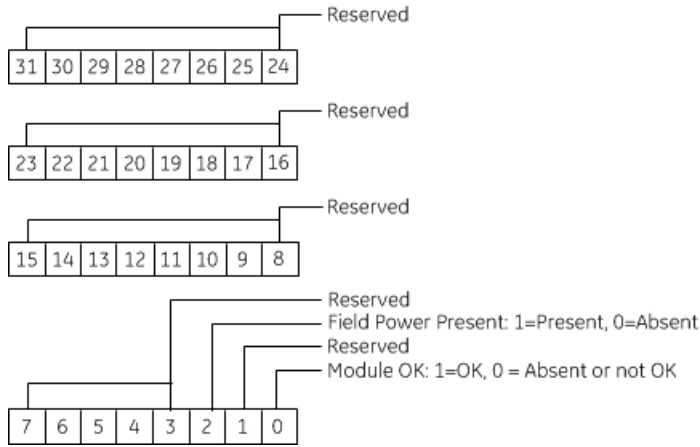 Reserved
31 30 29 28 27 26 25 24
Reserved
23 22 21 20 19 18 17 16
Reserved
15 14 13 12 11 10 9 8
Reserved
Field Power Present: 1=Present, 0=Absent
Reserved
Module OK: 1=OK, 0 = Absent or not OK
7 6 5 4 3 2 1 0